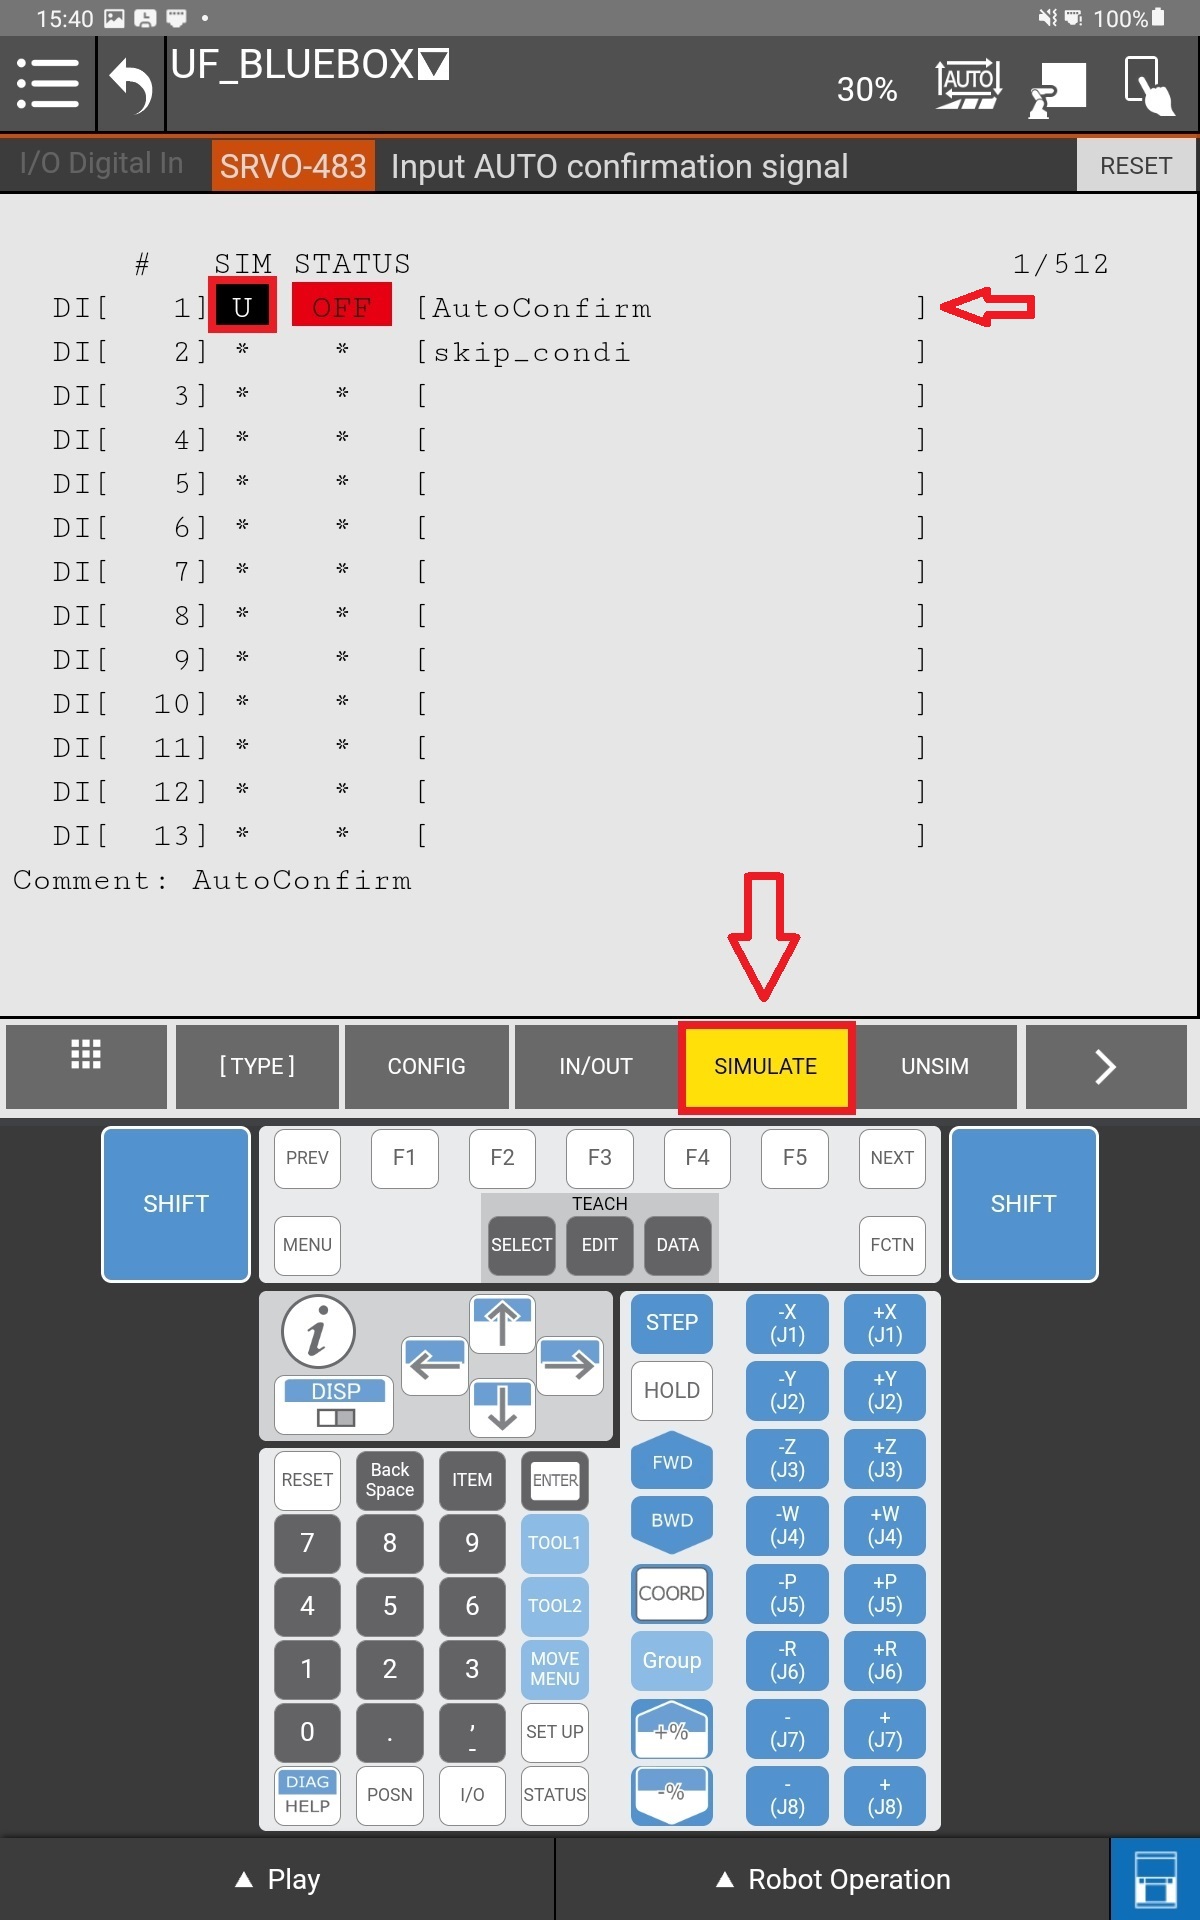 15:40 100%
UF_BLUEBOX
30% AUTO
I/O Digital In SRVO-483 Input AUTO confirmation signal RESET
# SIM STATUS 1/512
DI[ 1] U OFF [AutoConfirm ]
DI[ 2] * * [skip_condi ]
DI[ 3] * * [ ]
DI[ 4] * * [ ]
DI[ 5] * * [ ]
DI[ 6] * * [ ]
DI[ 7] * * [ ]
DI[ 8] * * [ ]
DI[ 9] * * [ ]
DI[ 10] * * [ ]
DI[ 11] * * [ ]
DI[ 12] * * [ ]
DI[ 13] * * [ ]
Comment: AutoConfirm
[ TYPE ] CONFIG IN/OUT SIMULATE UNSIM >
PREV F1 F2 F3 F4 F5 NEXT
SHIFT TEACH SHIFT
MENU SELECT EDIT DATA FCTN
i
DISP
STEP -X +X
(J1) (J1)
HOLD -Y +Y
(J2) (J2)
FWD -Z +Z
(J3) (J3)
BWD -W +W
(J4) (J4)
COORD -P +P
(J5) (J5)
Group -R +R
(J6) (J6)
+% - +
(J7) (J7)
-% - +
(J8) (J8)
RESET Back Space ITEM ENTER
7 8 9 TOOL1
4 5 6 TOOL2
1 2 3 MOVE MENU
0 . , - SET UP
DIAG HELP POSN I/O STATUS
Play Robot Operation